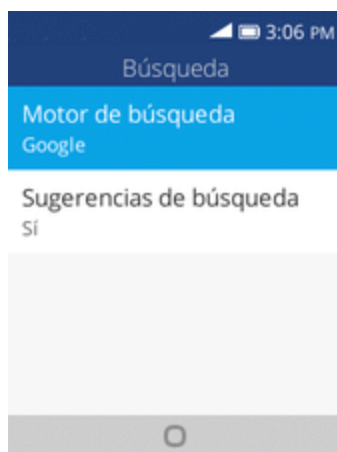 3:06 PM
Búsqueda
Motor de búsqueda
Google
Sugerencias de búsqueda
Sí